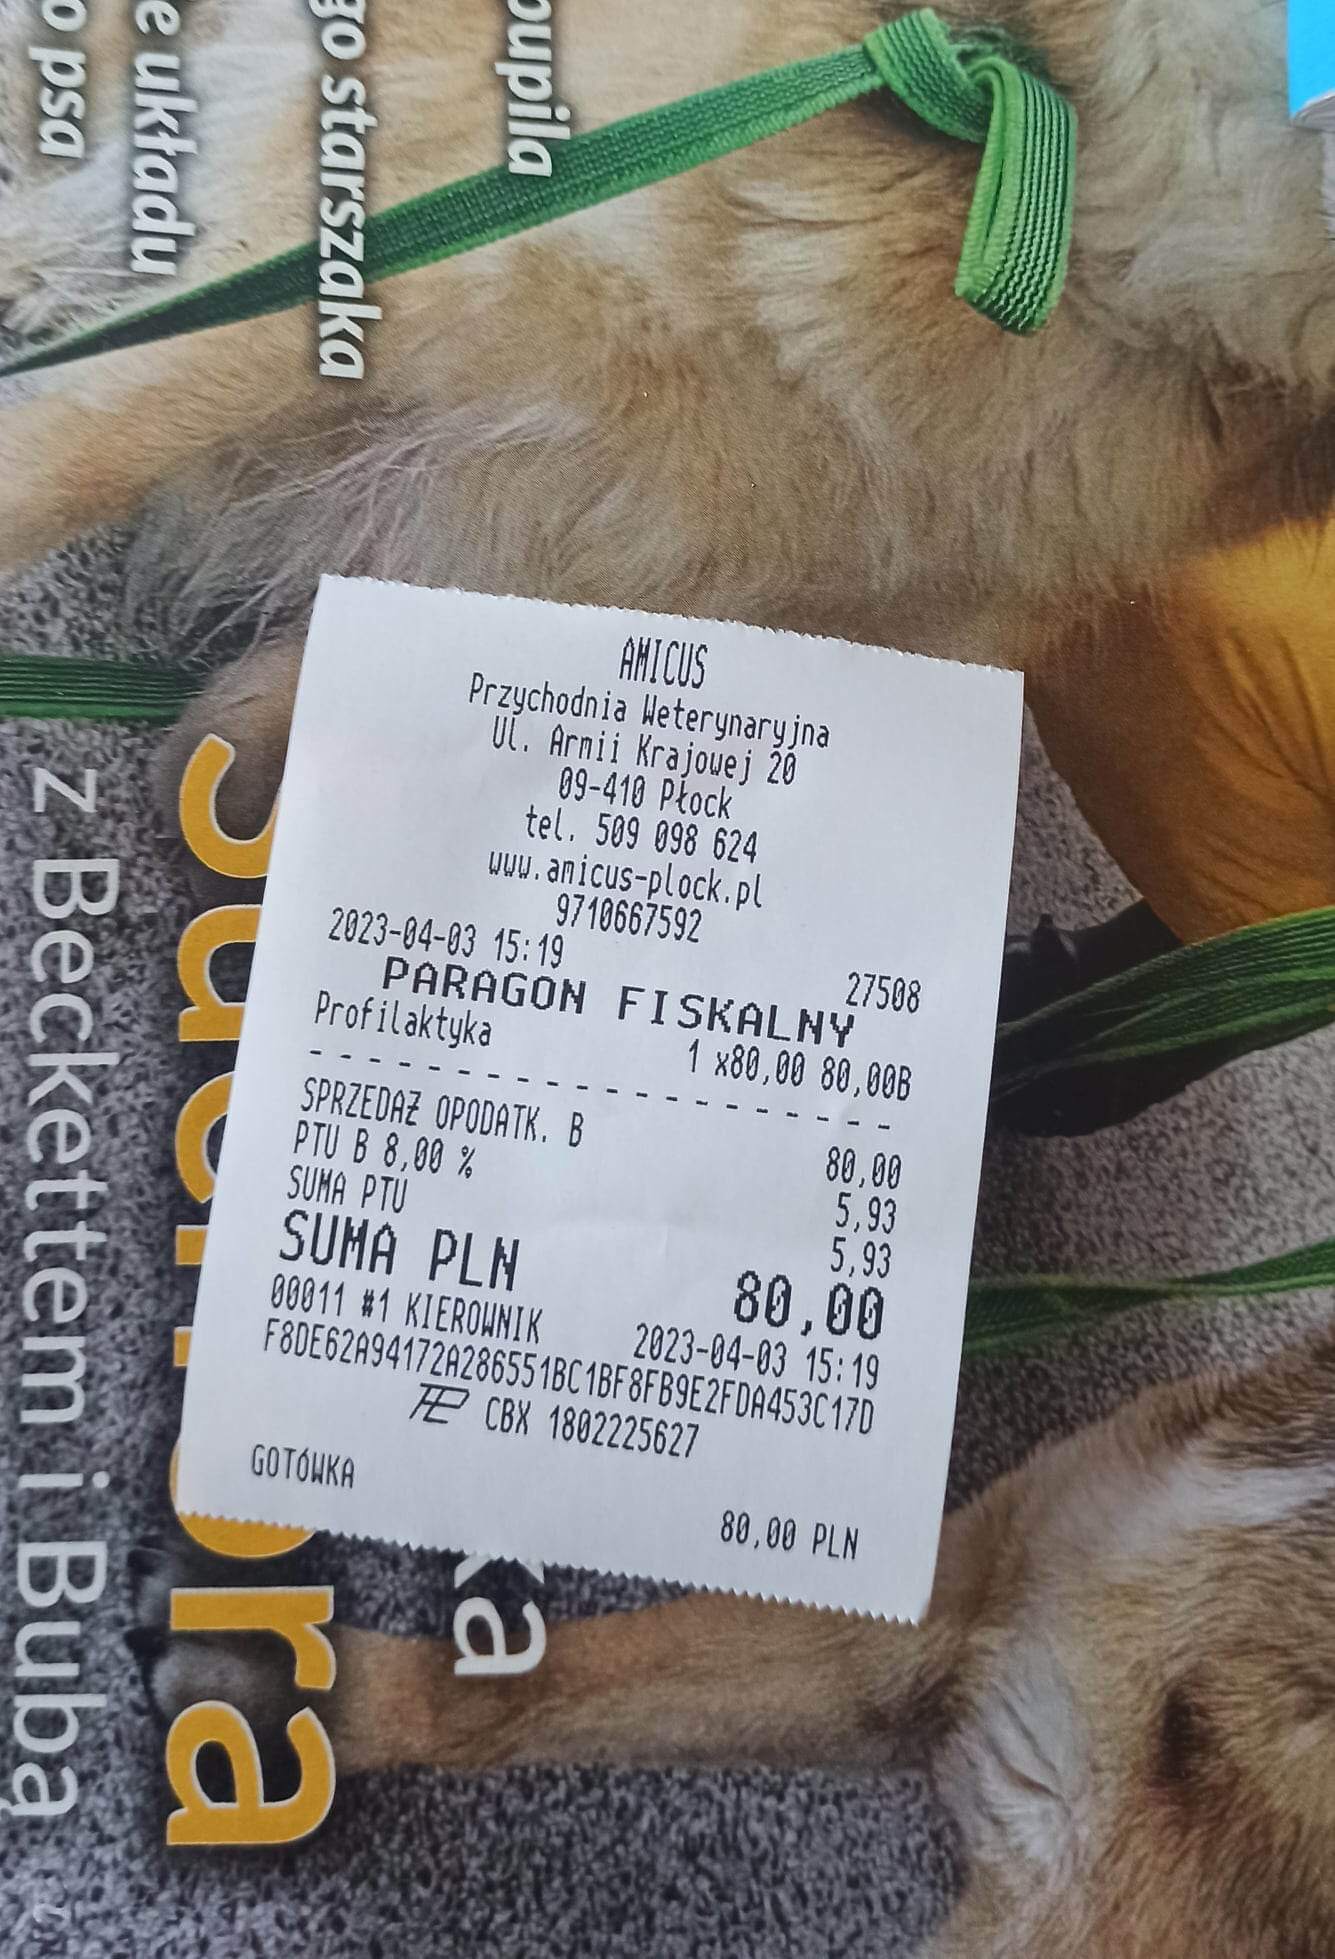 o psa
e układu
go starszaka
pupila
z Beckettem i Bubą
ka
AMICUS
Przychodnia Weterynaryjna
Ul. Armii Krajowej 20
09-410 Płock
tel. 509 098 624
www.amicus-plock.pl
9710667592
2023-04-03 15:19 27508
PARAGON FISKALNY
Profilaktyka 1 x80,00 80,00B
SPRZEDAŻ OPODATK. B 80,00
PTU B 8,00 % 5,93
SUMA PTU 5,93
SUMA PLN 80,00
00011 #1 KIEROWNIK 2023-04-03 15:19
F8DE62A94172A286551BC1BF8FB9E2FDA453C17D
CBX 1802225627
GOTÓWKA 80,00 PLN